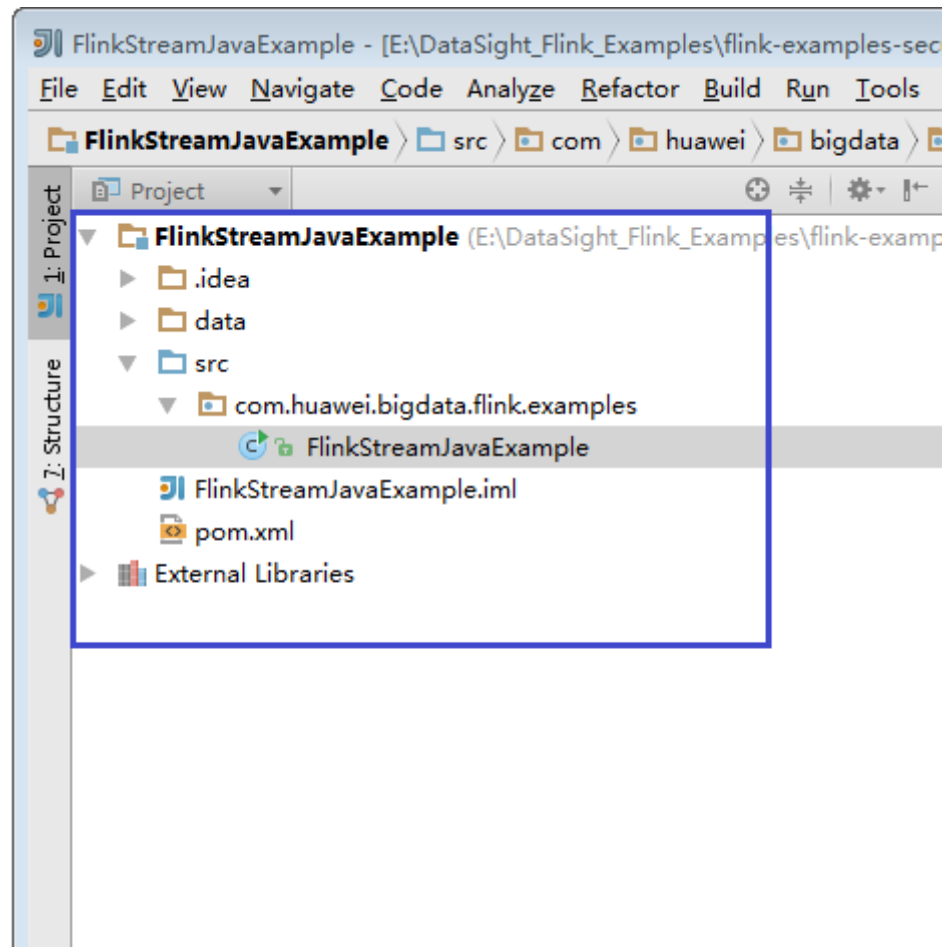 FlinkStreamJavaExample - [E:\DataSight_Flink_Examples\flink-examples-sec
File Edit View Navigate Code Analyze Refactor Build Run Tools
FlinkStreamJavaExample src com huawei bigdata
Project
1: Project
7: Structure
FlinkStreamJavaExample (E:\DataSight_Flink_Examples\flink-examp
.idea
data
src
com.huawei.bigdata.flink.examples
FlinkStreamJavaExample
FlinkStreamJavaExample.iml
pom.xml
External Libraries